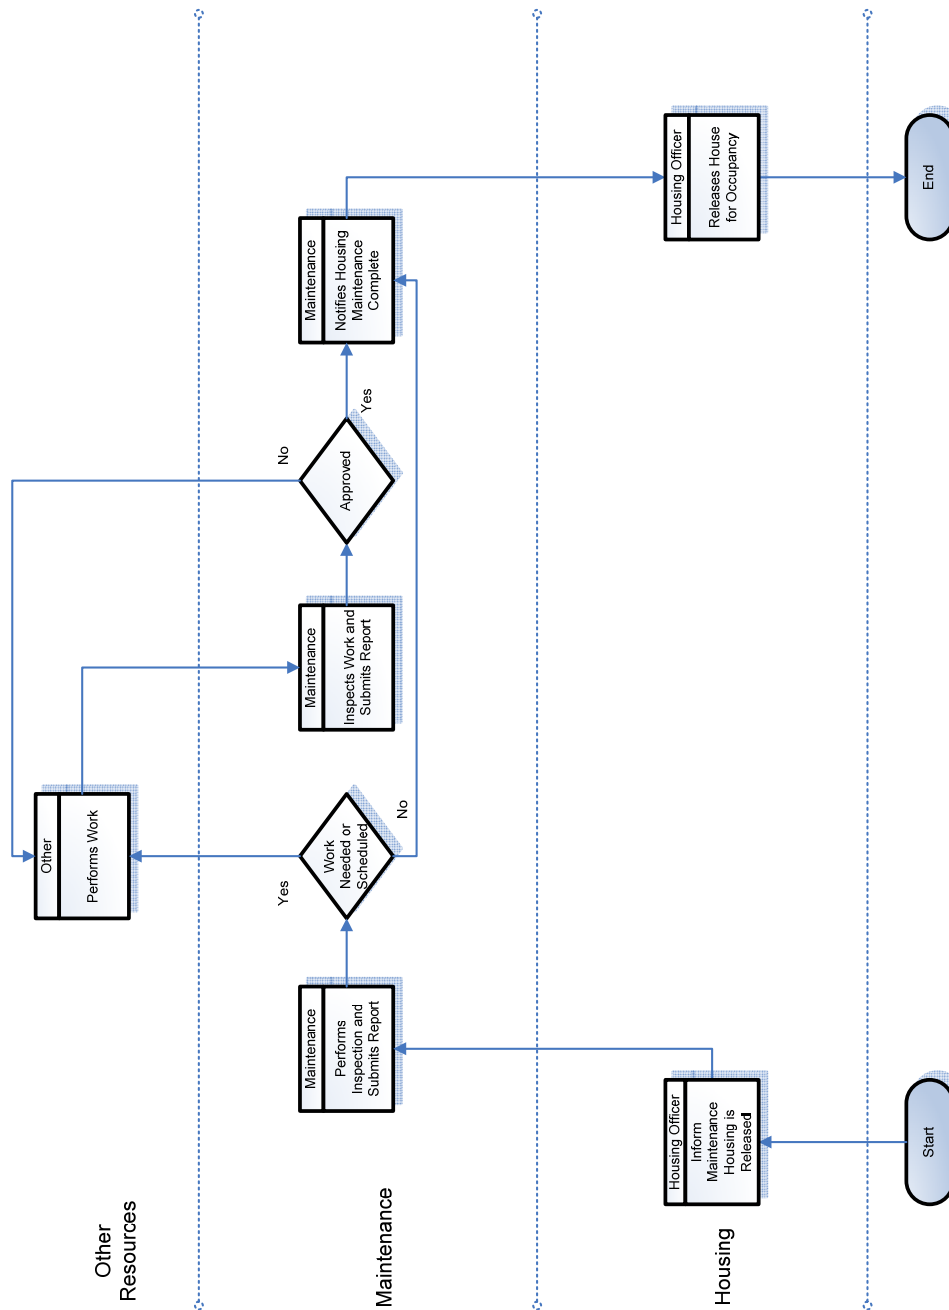 Other
Resources
Other
Performs Work
Maintenance
Maintenance
Performs
Inspection and
Submits Report
Work
Needed or
Scheduled
Yes
No
Maintenance
Inspects Work and
Submits Report
Approved
No
Yes
Maintenance
Notifies Housing
Maintenance
Complete
Housing
Housing Officer
Inform
Maintenance
Housing is
Released
Housing Officer
Releases House
for Occupancy
Start
End